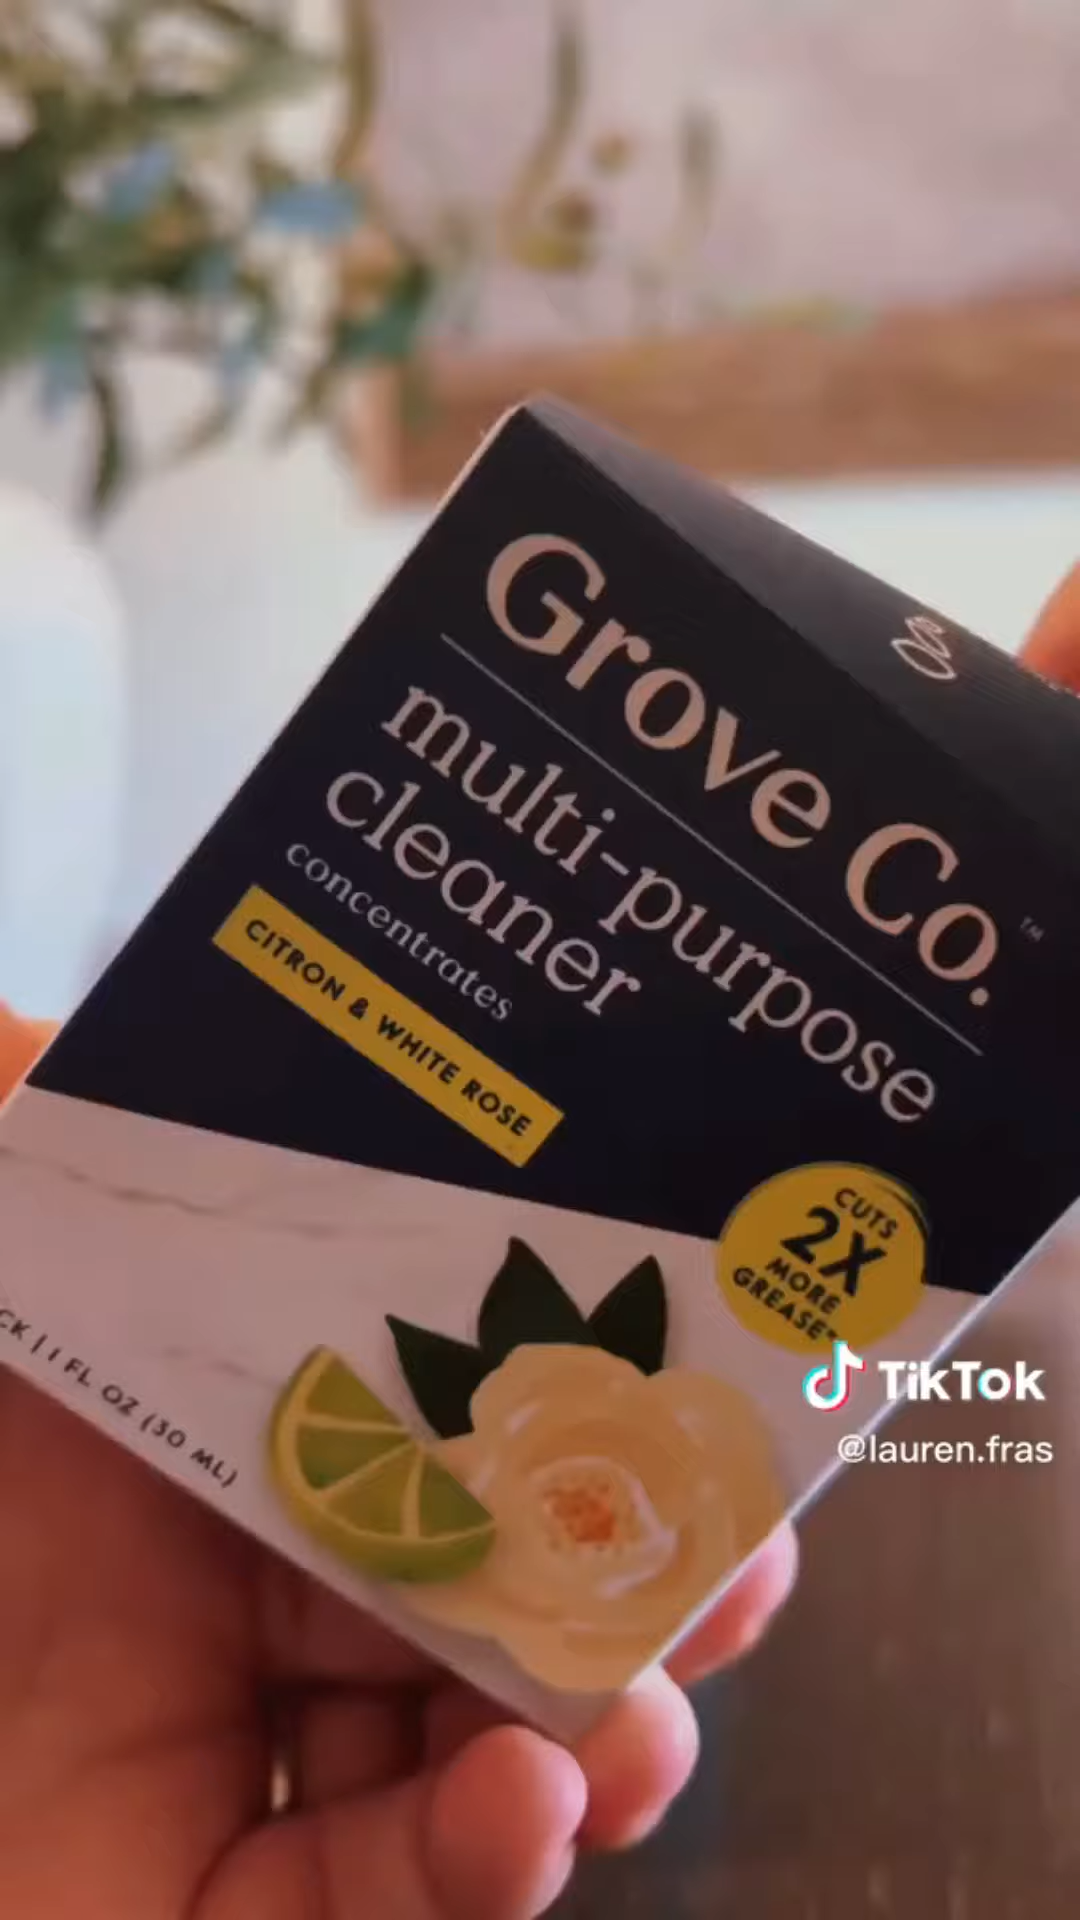 Grove Co.™
multi-purpose
cleaner
concentrates
CITRON & WHITE ROSE
CUTS
2X
MORE
GREASE*
CK | 1 FL OZ (30 ML)
TikTok
@lauren.fras